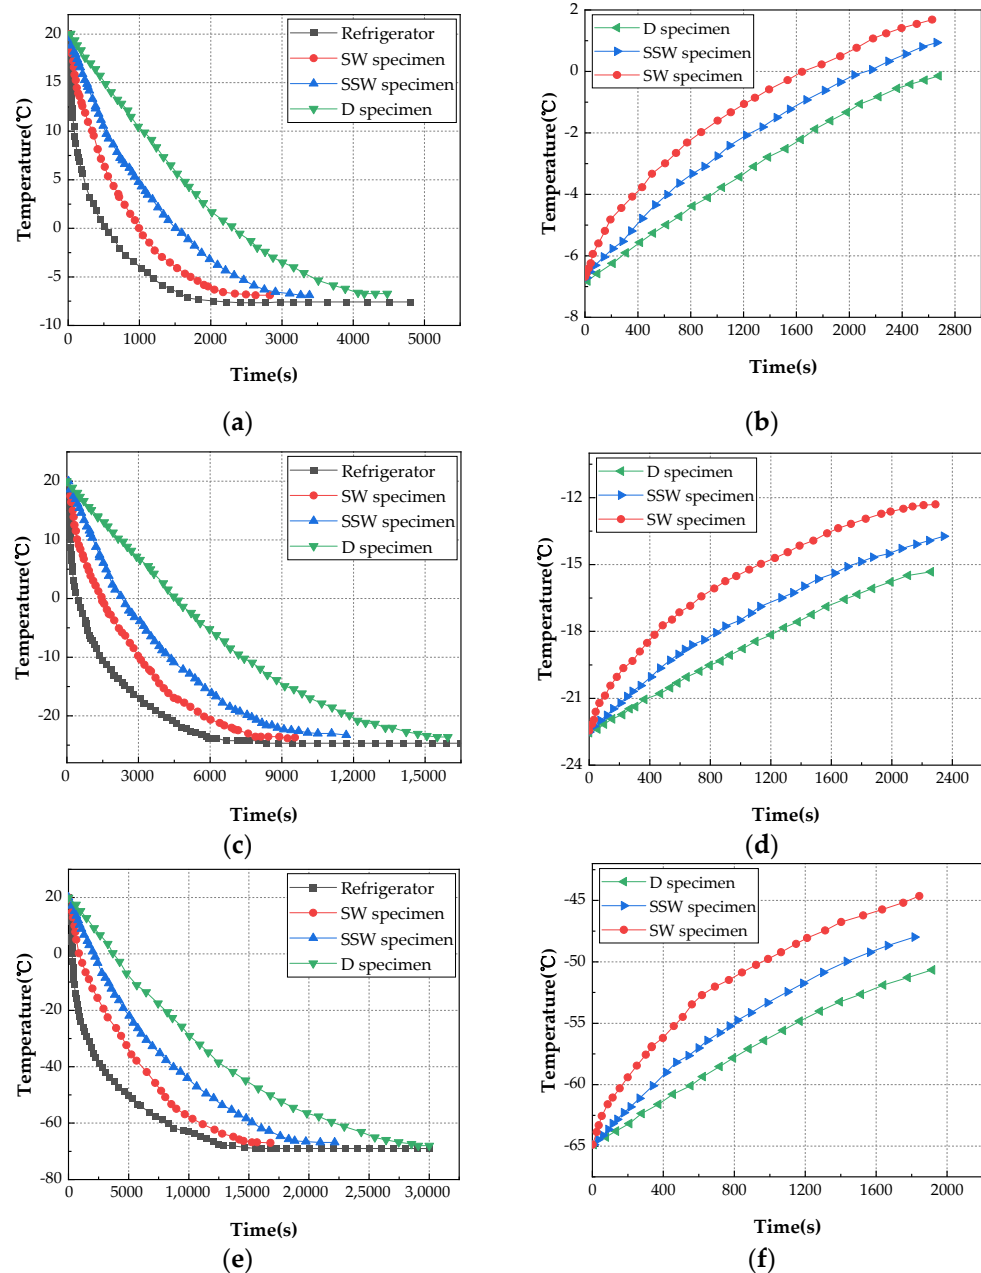 20
15
10
5
0
-5
-10
Temperature(℃)
Refrigerator
SW specimen
SSW specimen
D specimen
0 1000 2000 3000 4000 5000
Time(s)
(a)
2
0
-2
-4
-6
-8
Temperature(℃)
D specimen
SSW specimen
SW specimen
0 400 800 1200 1600 2000 2400 2800
Time(s)
(b)
20
10
0
-10
-20
Temperature(℃)
Refrigerator
SW specimen
SSW specimen
D specimen
0 3000 6000 9000 1,2000 1,5000
Time(s)
(c)
-12
-15
-18
-21
-24
Temperature(℃)
D specimen
SSW specimen
SW specimen
0 400 800 1200 1600 2000 2400
Time(s)
(d)
20
0
-20
-40
-60
-80
Temperature(℃)
Refrigerator
SW specimen
SSW specimen
D specimen
0 5000 1,0000 1,5000 2,0000 2,5000 3,0000
Time(s)
(e)
-45
-50
-55
-60
-65
Temperature(℃)
D specimen
SSW specimen
SW specimen
0 400 800 1200 1600 2000
Time(s)
(f)